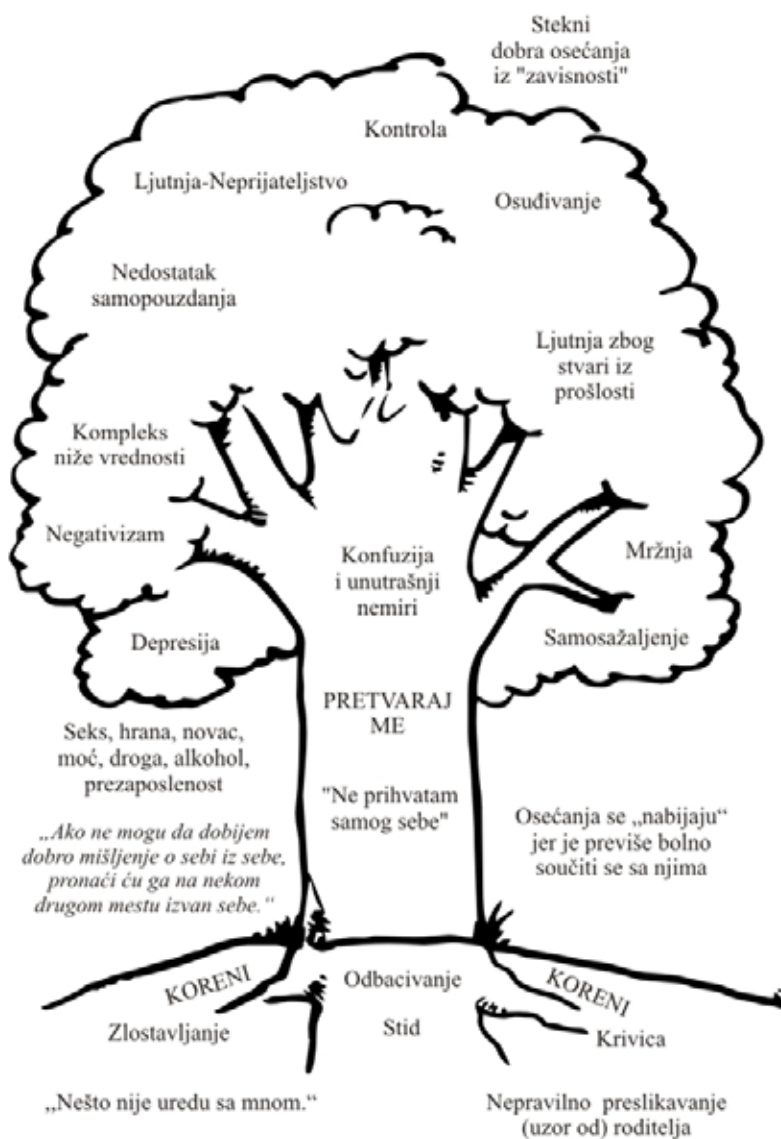 Stekni
dobra osećanja
iz "zavisnosti"
Kontrola
Ljutnja-Neprijateljstvo
Osuđivanje
Nedostatak
samopouzdanja
Ljutnja zbog
stvari iz
prošlosti
Kompleks
niže vrednosti
Negativizam
Konfuzija
i unutrašnji
nemiri
Mržnja
Depresija
Samosažaljenje
PRETVARAJ
ME
Seks, hrana, novac,
moć, droga, alkohol,
prezaposlenost
"Ne prihvatam
samog sebe"
Osećanja se „nabijaju“
jer je previše bolno
součiti se sa njima
„Ako ne mogu da dobijem
dobro mišljenje o sebi iz sebe,
pronaći ću ga na nekom
drugom mestu izvan sebe.“
KORENI
Odbacivanje
KORENI
Zlostavljanje
Stid
Krivica
„Nešto nije uredu sa mnom.“
Nepravilno preslikavanje
(uzor od) roditelja